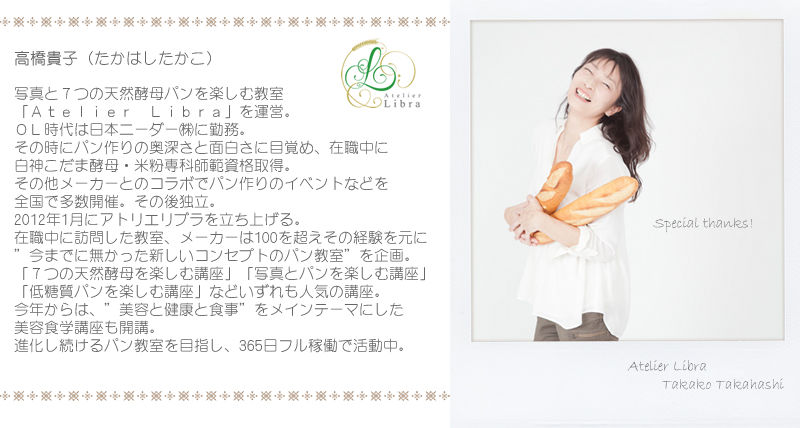 高橋貴子（たかはしたかこ）
Li
Atelier
Libra
写真と７つの天然酵母パンを楽しむ教室
「Ａｔｅｌｉｅｒ　Ｌｉｂｒａ」を運営。
ＯＬ時代は日本ニーダー㈱に勤務。
その時にパン作りの奥深さと面白さに目覚め、在職中に
白神こだま酵母・米粉専科師範資格取得。
その他メーカーとのコラボでパン作りのイベントなどを
全国で多数開催。その後独立。
2012年1月にアトリエリブラを立ち上げる。
在職中に訪問した教室、メーカーは100を超えその経験を元に
”今までに無かった新しいコンセプトのパン教室”を企画。
「７つの天然酵母を楽しむ講座」「写真とパンを楽しむ講座」
「低糖質パンを楽しむ講座」などいずれも人気の講座。
今年からは、”美容と健康と食事”をメインテーマにした
美容食学講座も開講。
進化し続けるパン教室を目指し、365日フル稼働で活動中。
Special thanks!
Atelier Libra
Takako Takahashi